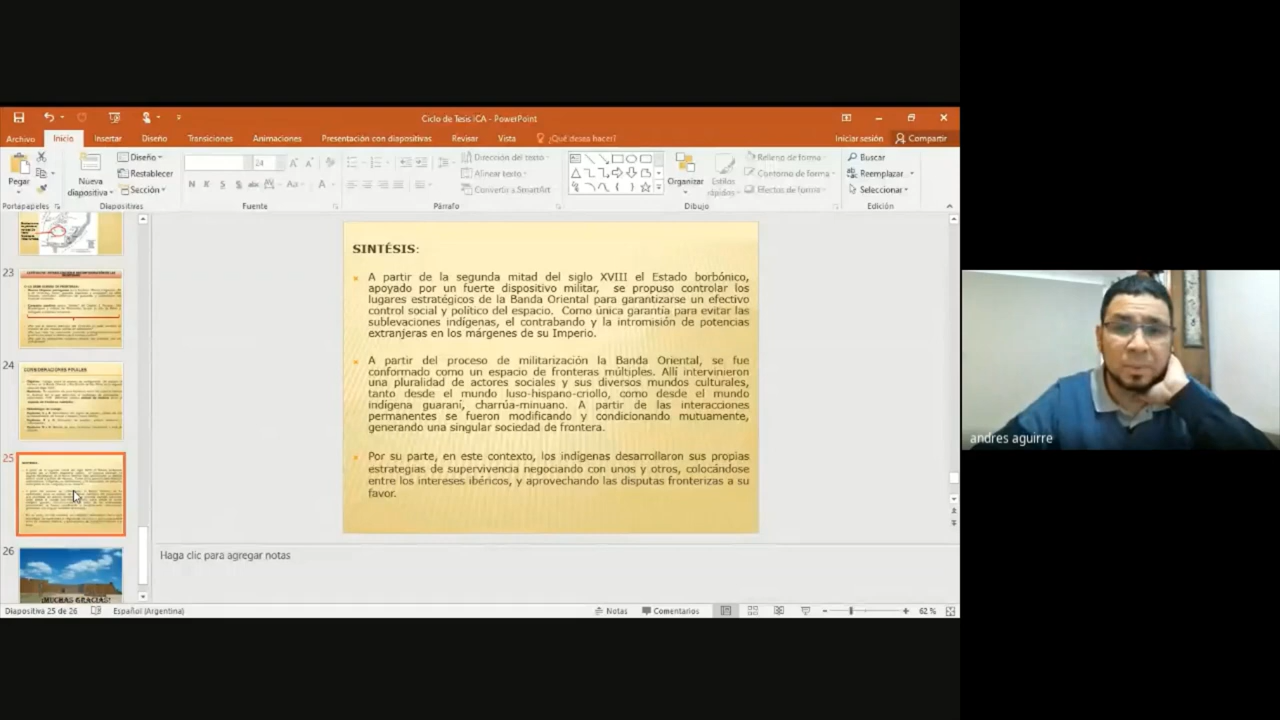 Ciclo de Tesis ICA - PowerPoint
Archivo Inicio Insertar Diseño Transiciones Animaciones Presentación con diapositivas Revisar Vista ¿Qué desea hacer? Iniciar sesión Compartir
Pegar
Nueva diapositiva
Diseño
Restablecer
Sección
24
N K S S abc AV Aa A
Dirección del texto
Alinear texto
Convertir a SmartArt
Organizar
Estilos rápidos
Relleno de forma
Contorno de forma
Efectos de forma
Buscar
Reemplazar
Seleccionar
Portapapeles Diapositivas Fuente Párrafo Dibujo Edición
23
24
CONSIDERACIONES FINALES
25
26
¡MUCHAS GRACIAS!
SINTÉSIS:
A partir de la segunda mitad del siglo XVIII el Estado borbónico,
apoyado por un fuerte dispositivo militar, se propuso controlar los
lugares estratégicos de la Banda Oriental para garantizarse un efectivo
control social y político del espacio. Como única garantía para evitar las
sublevaciones indígenas, el contrabando y la intromisión de potencias
extranjeras en los márgenes de su Imperio.
A partir del proceso de militarización la Banda Oriental, se fue
conformado como un espacio de fronteras múltiples. Allí intervinieron
una pluralidad de actores sociales y sus diversos mundos culturales,
tanto desde el mundo luso-hispano-criollo, como desde el mundo
indígena guaraní, charrúa-minuano. A partir de las interacciones
permanentes se fueron modificando y condicionando mutuamente,
generando una singular sociedad de frontera.
Por su parte, en este contexto, los indígenas desarrollaron sus propias
estrategias de supervivencia negociando con unos y otros, colocándose
entre los intereses ibéricos, y aprovechando las disputas fronterizas a su
favor.
Haga clic para agregar notas
Diapositiva 25 de 26 Español (Argentina) Notas Comentarios 62 %
andres aguirre